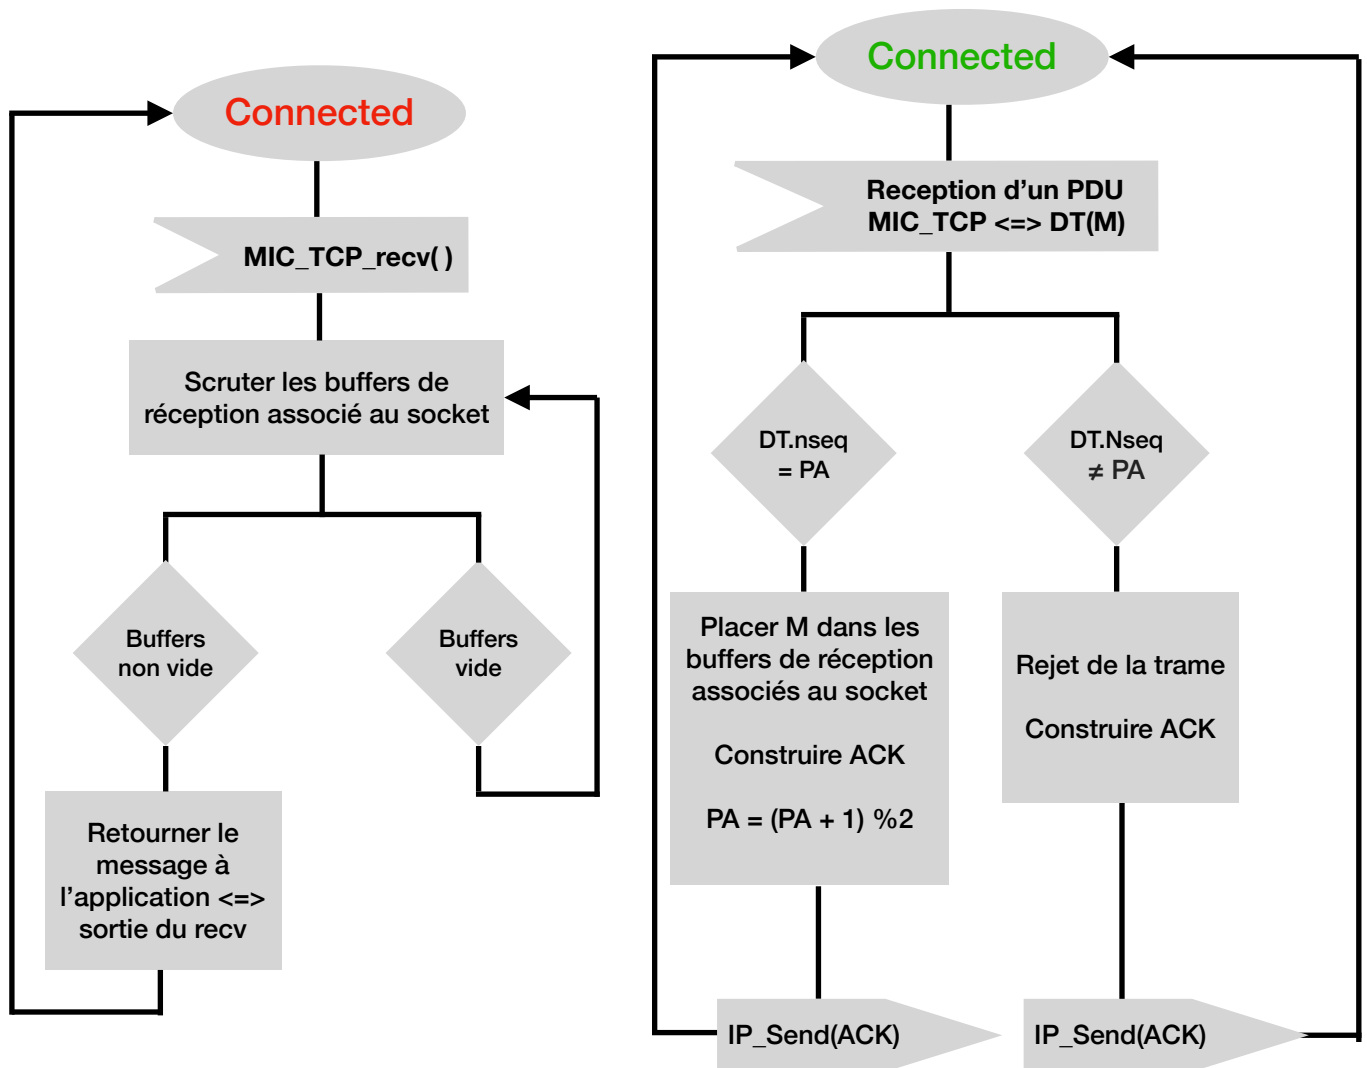 Connected
MIC_TCP_recv( )
Scruter les buffers de
réception associé au socket
Buffers
non vide
Buffers
vide
Retourner le
message à
l’application <=>
sortie du recv
Connected
Reception d’un PDU
MIC_TCP <=> DT(M)
DT.nseq
= PA
DT.Nseq
≠ PA
Placer M dans les
buffers de réception
associés au socket
Construire ACK
PA = (PA + 1) %2
Rejet de la trame
Construire ACK
IP_Send(ACK)
IP_Send(ACK)